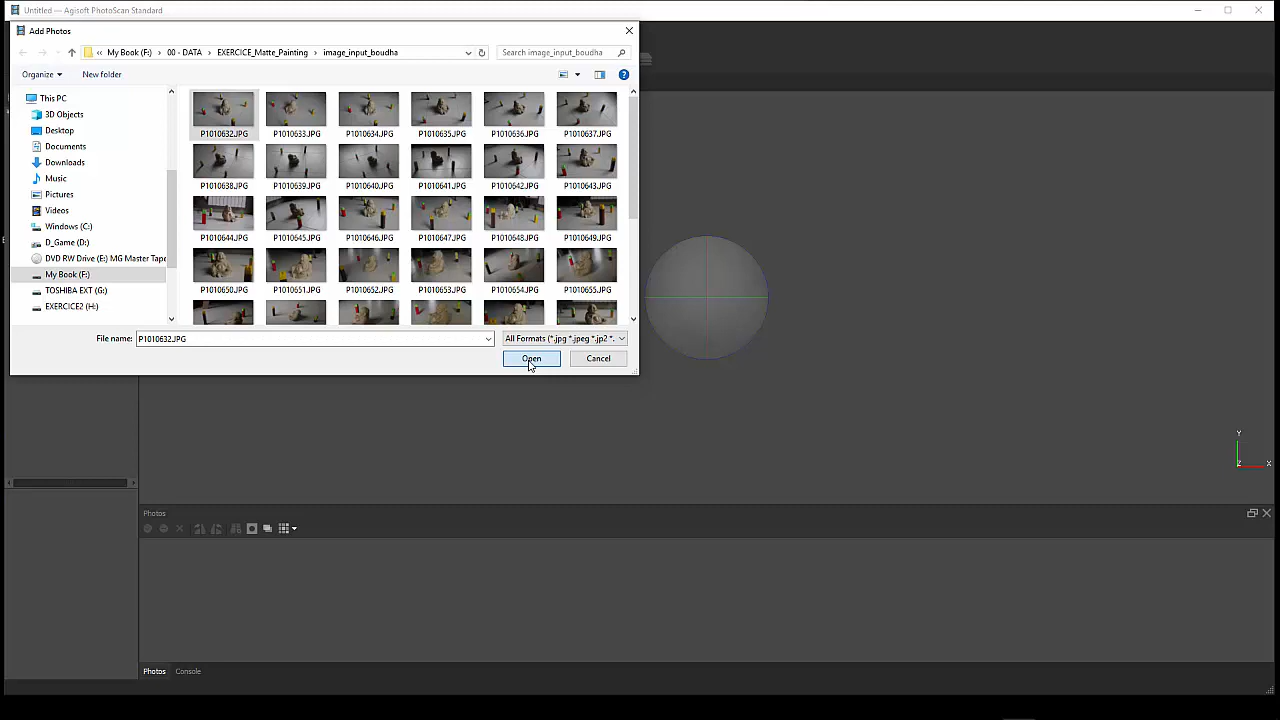 Untitled — Agisoft PhotoScan Standard
Add Photos
My Book (F:) › 00 - DATA › EXERCICE_Matte_Painting › image_input_boudha
Search image_input_boudha
Organize
New folder
This PC
3D Objects
Desktop
Documents
Downloads
Music
Pictures
Videos
Windows (C:)
D_Game (D:)
DVD RW Drive (E:) MG Master Tape
My Book (F:)
TOSHIBA EXT (G:)
EXERCICE2 (H:)
P1010632.JPG P1010633.JPG P1010634.JPG P1010635.JPG P1010636.JPG P1010637.JPG
P1010638.JPG P1010639.JPG P1010640.JPG P1010641.JPG P1010642.JPG P1010643.JPG
P1010644.JPG P1010645.JPG P1010646.JPG P1010647.JPG P1010648.JPG P1010649.JPG
P1010650.JPG P1010651.JPG P1010652.JPG P1010653.JPG P1010654.JPG P1010655.JPG
File name: P1010632.JPG
All Formats (*.jpg *.jpeg *.jp2 *.
Open
Cancel
Y
Z X
Photos
Photos Console